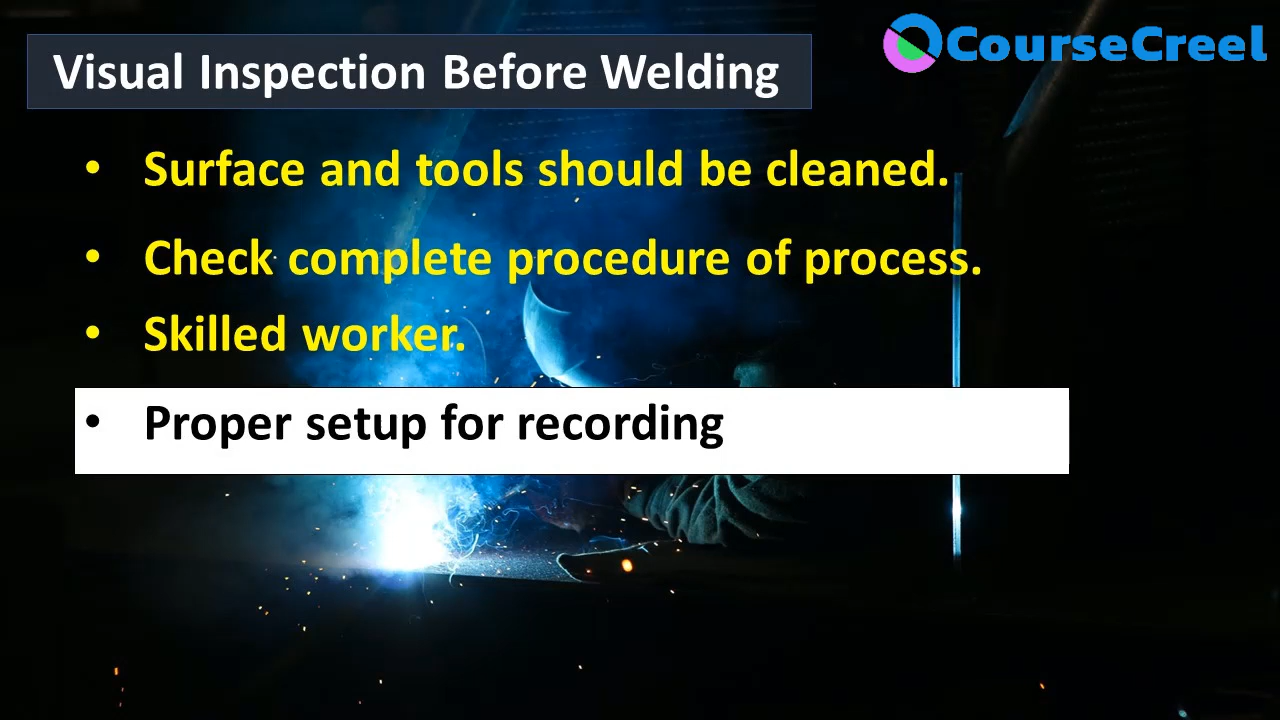 Visual Inspection Before Welding
CourseCreel
• Surface and tools should be cleaned.
• Check complete procedure of process.
• Skilled worker.
• Proper setup for recording